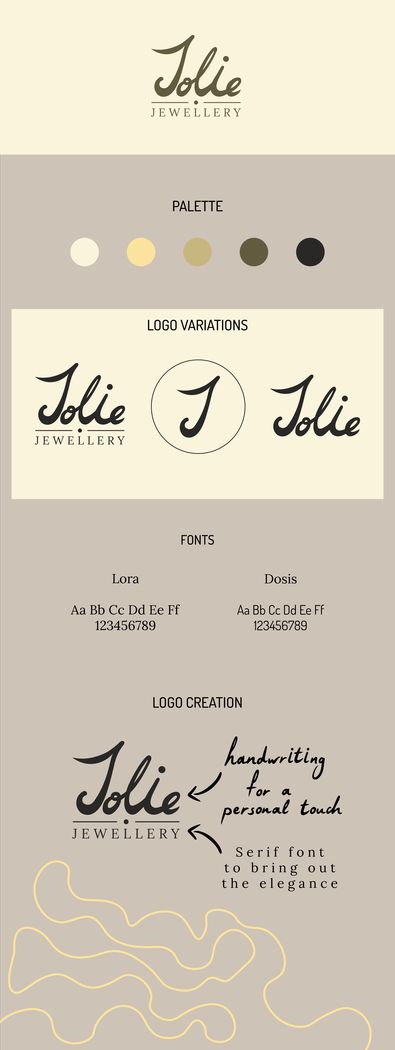 Jolie
JEWELLERY
PALETTE
LOGO VARIATIONS
Jolie
JEWELLERY
J
Jolie
FONTS
Lora
Dosis
Aa Bb Cc Dd Ee Ff
123456789
Aa Bb Cc Dd Ee Ff
123456789
LOGO CREATION
Jolie
JEWELLERY
handwriting
for a
personal touch
Serif font
to bring out
the elegance